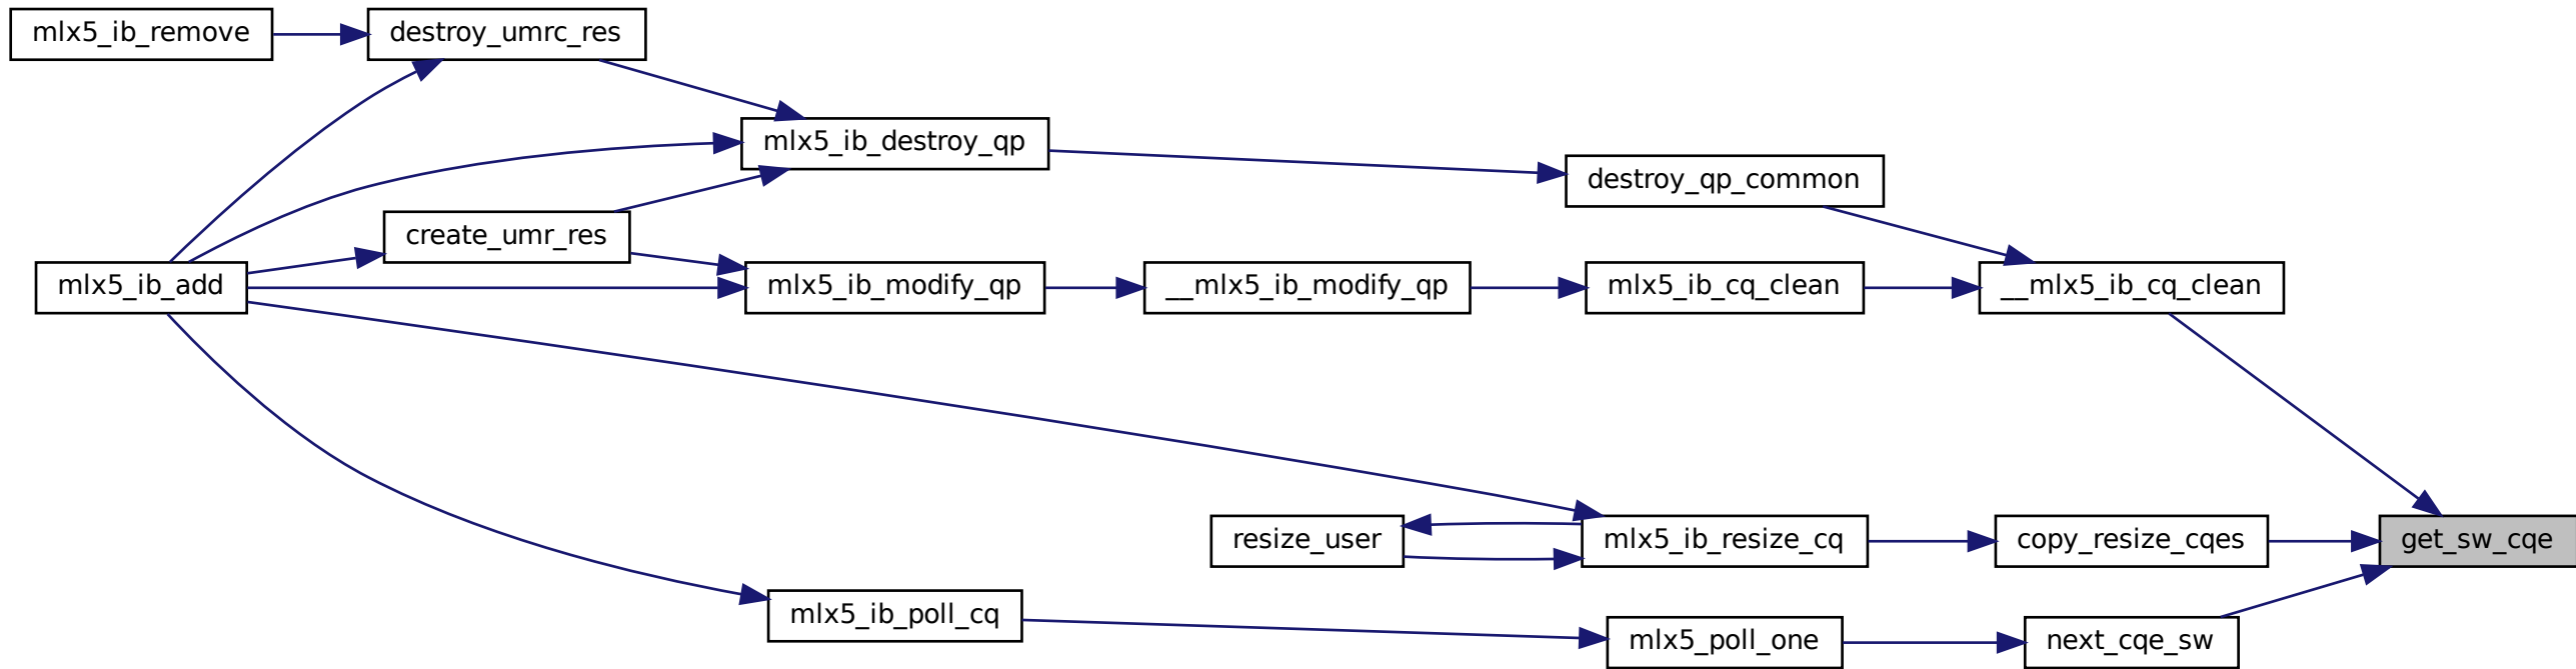 mlx5_ib_remove
destroy_umrc_res
mlx5_ib_destroy_qp
destroy_qp_common
create_umr_res
mlx5_ib_add
mlx5_ib_modify_qp
__mlx5_ib_modify_qp
mlx5_ib_cq_clean
__mlx5_ib_cq_clean
resize_user
mlx5_ib_resize_cq
copy_resize_cqes
get_sw_cqe
mlx5_ib_poll_cq
mlx5_poll_one
next_cqe_sw